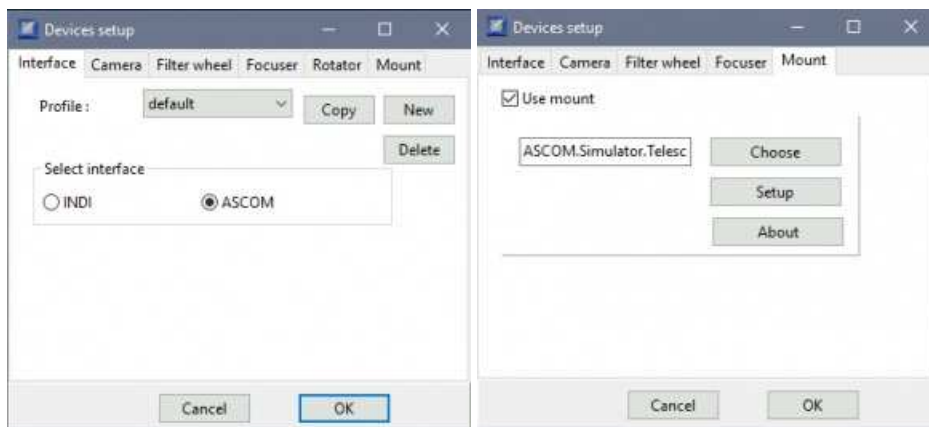 Devices setup
Interface Camera Filter wheel Focuser Rotator Mount
Profile : default Copy New
Delete
Select interface
INDI ASCOM
Cancel OK
Devices setup
Interface Camera Filter wheel Focuser Mount
Use mount
ASCOM.Simulator.Telesc Choose
Setup
About
Cancel OK